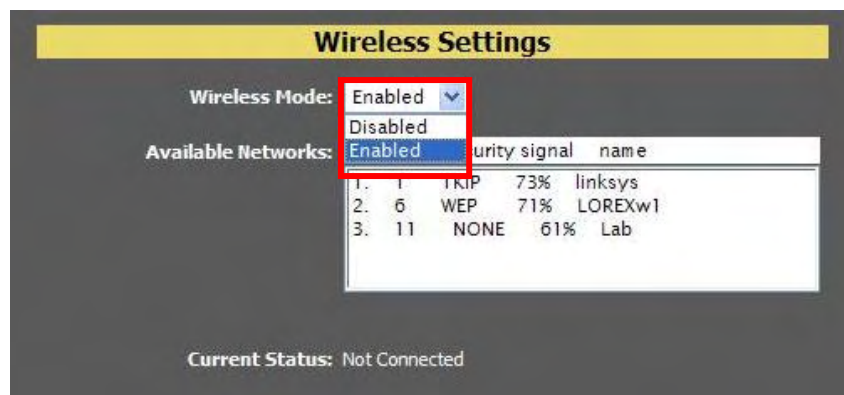 Wireless Settings
Wireless Mode: Enabled
Disabled
Available Networks: Enabled urity signal name
1. 1 TKIP 73% linksys
2. 6 WEP 71% LOREXw1
3. 11 NONE 61% Lab
Current Status: Not Connected